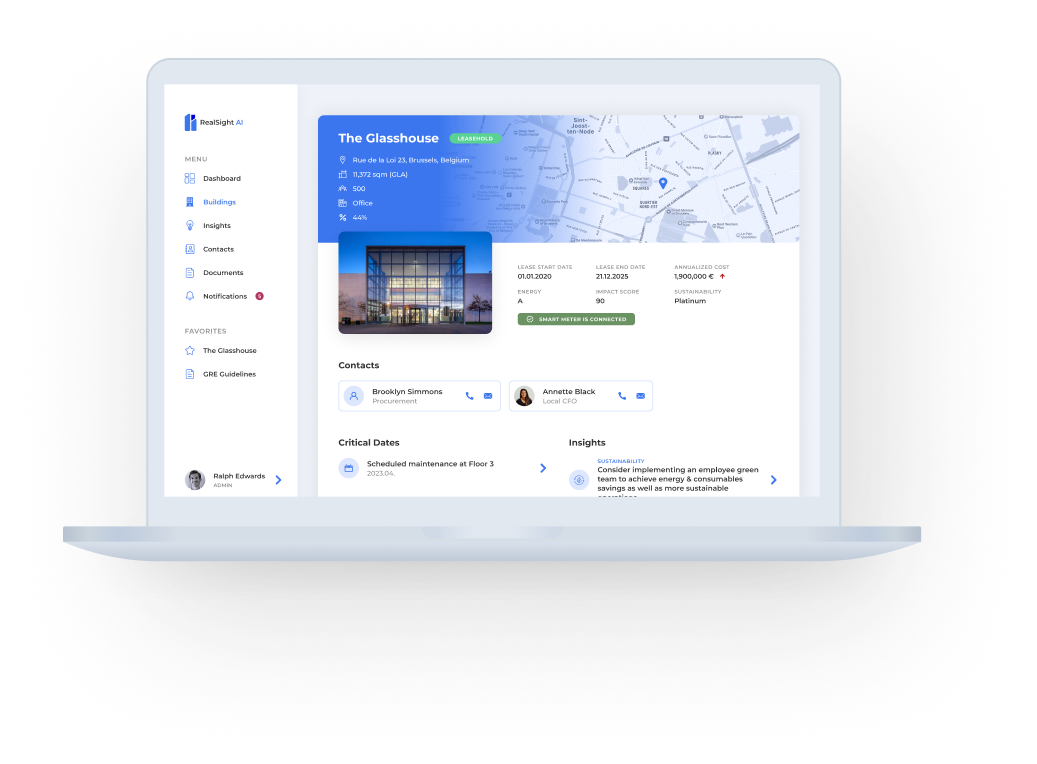 RealSight AI
MENU
Dashboard
Buildings
Insights
Contacts
Documents
Notifications 5
FAVORITES
The Glasshouse
GRE Guidelines
Ralph Edwards
ADMIN
The Glasshouse LEASEHOLD
Rue de la Loi 23, Brussels, Belgium
11,372 sqm (GLA)
500
Office
44%
Sint-
Joost-
ten-Node
PLASKY
SQUARES
QUARTIER
NORD-EST
LEASE START DATE LEASE END DATE ANNUALIZED COST
01.01.2020 21.12.2025 1,900,000 €
ENERGY IMPACT SCORE SUSTAINABILITY
A 90 Platinum
SMART METER IS CONNECTED
Contacts
Brooklyn Simmons
Procurement
Annette Black
Local CFO
Critical Dates
Scheduled maintenance at Floor 3
2023.04.
Insights
SUSTAINABILITY
Consider implementing an employee green
team to achieve energy & consumables
savings as well as more sustainable